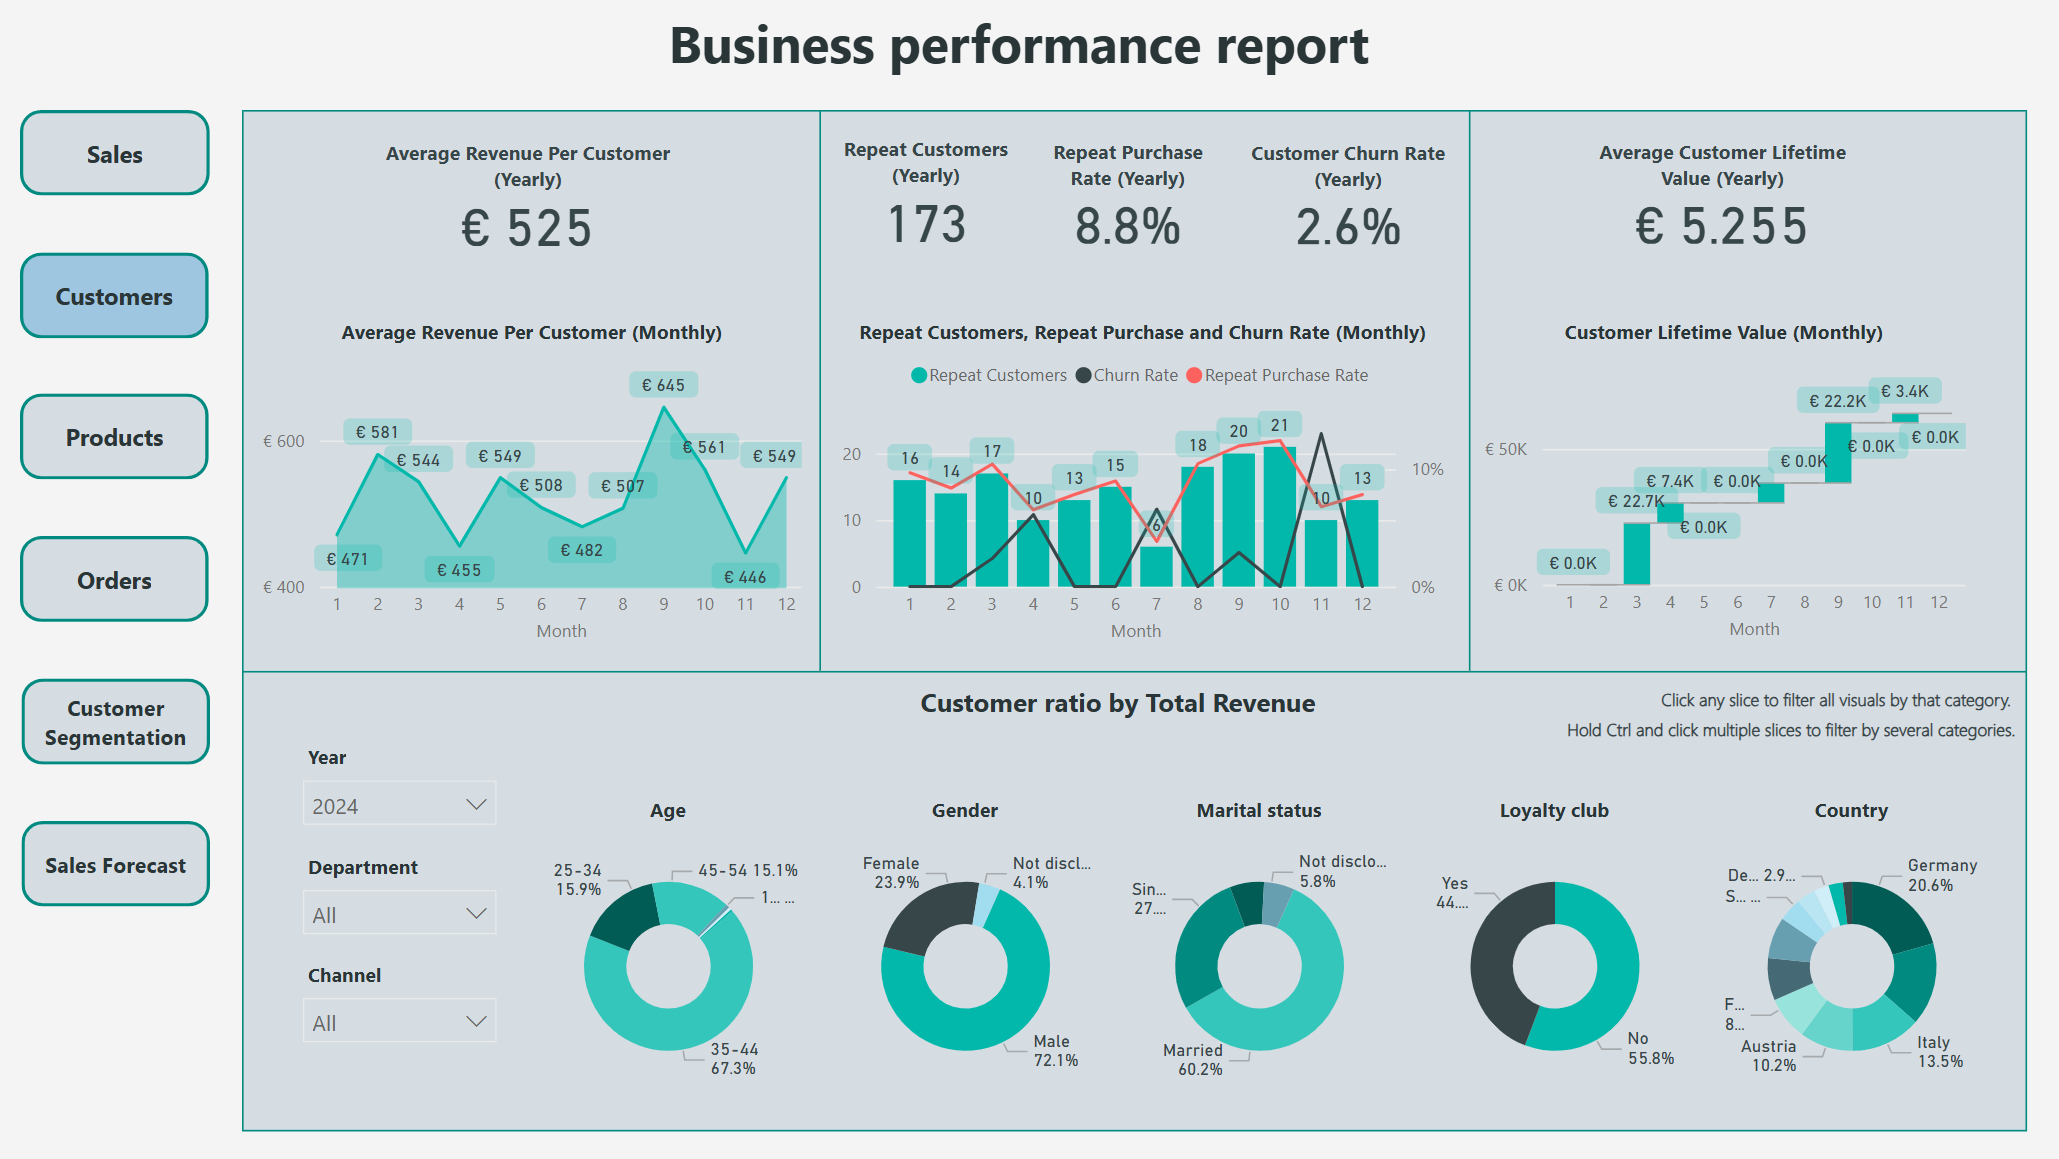 Business performance report
Sales
Customers
Products
Orders
Customer
Segmentation
Sales Forecast
Average Revenue Per Customer
(Yearly)
€ 525
Repeat Customers
(Yearly)
173
Repeat Purchase
Rate (Yearly)
8.8%
Customer Churn Rate
(Yearly)
2.6%
Average Customer Lifetime
Value (Yearly)
€ 5.255
Average Revenue Per Customer (Monthly)
€ 600
€ 400
€ 471
€ 581
€ 544
€ 455
€ 549
€ 508
€ 482
€ 507
€ 645
€ 561
€ 446
€ 549
1 2 3 4 5 6 7 8 9 10 11 12
Month
Repeat Customers, Repeat Purchase and Churn Rate (Monthly)
Repeat Customers Churn Rate Repeat Purchase Rate
20
10
0
16
14
17
10
13
15
6
18
20
21
10
13
10%
0%
1 2 3 4 5 6 7 8 9 10 11 12
Month
Customer Lifetime Value (Monthly)
€ 50K
€ 0K
€ 0.0K
€ 22.7K
€ 7.4K
€ 0.0K
€ 0.0K
€ 0.0K
€ 22.2K
€ 0.0K
€ 3.4K
€ 0.0K
1 2 3 4 5 6 7 8 9 10 11 12
Month
Customer ratio by Total Revenue
Click any slice to filter all visuals by that category.
Hold Ctrl and click multiple slices to filter by several categories.
Year
2024
Department
All
Channel
All
Age
25-34
15.9%
45-54 15.1%
1... ...
35-44
67.3%
Gender
Female
23.9%
Not discl...
4.1%
Male
72.1%
Marital status
Not disclo...
5.8%
Sin...
27....
Married
60.2%
Loyalty club
Yes
44....
No
55.8%
Country
De... 2.9...
S... ...
Germany
20.6%
F...
8...
Austria
10.2%
Italy
13.5%